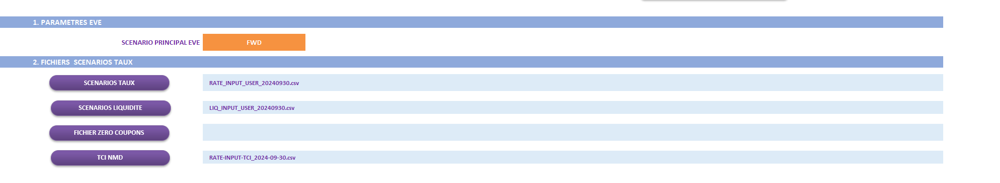 1. PARAMETRES EVE
SCENARIO PRINCIPAL EVE FWD
2. FICHIERS  SCENARIOS TAUX
SCENARIOS TAUX RATE_INPUT_USER_20240930.csv
SCENARIOS LIQUIDITE LIQ_INPUT_USER_20240930.csv
FICHIER ZERO COUPONS
TCI NMD RATE-INPUT-TCI_2024-09-30.csv